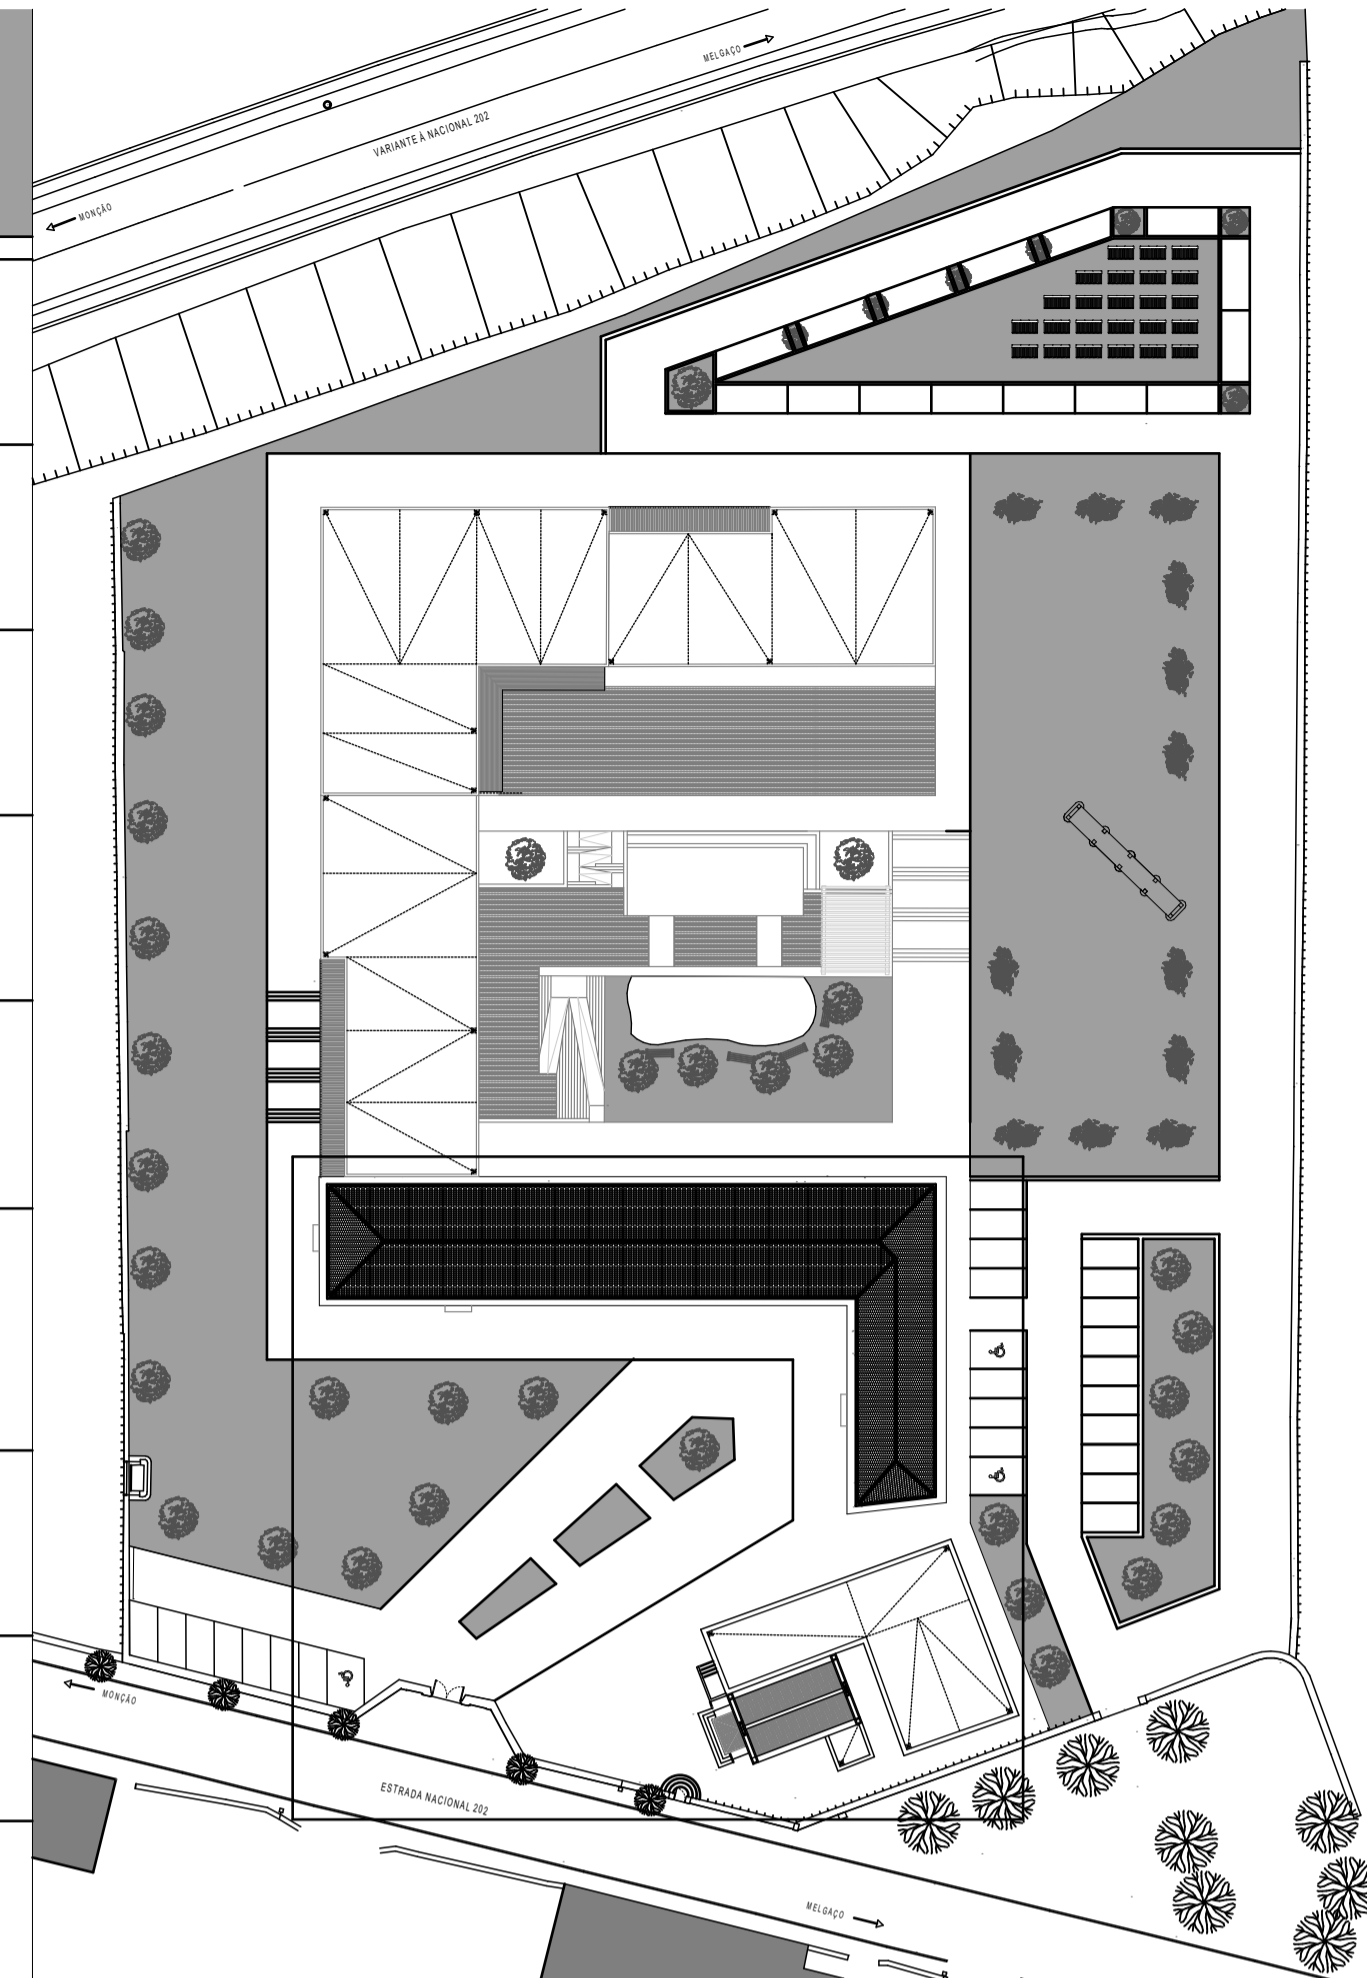 MELGAÇO
VARIANTE À NACIONAL 202
MONÇÃO
MONÇÃO
ESTRADA NACIONAL 202
MELGAÇO